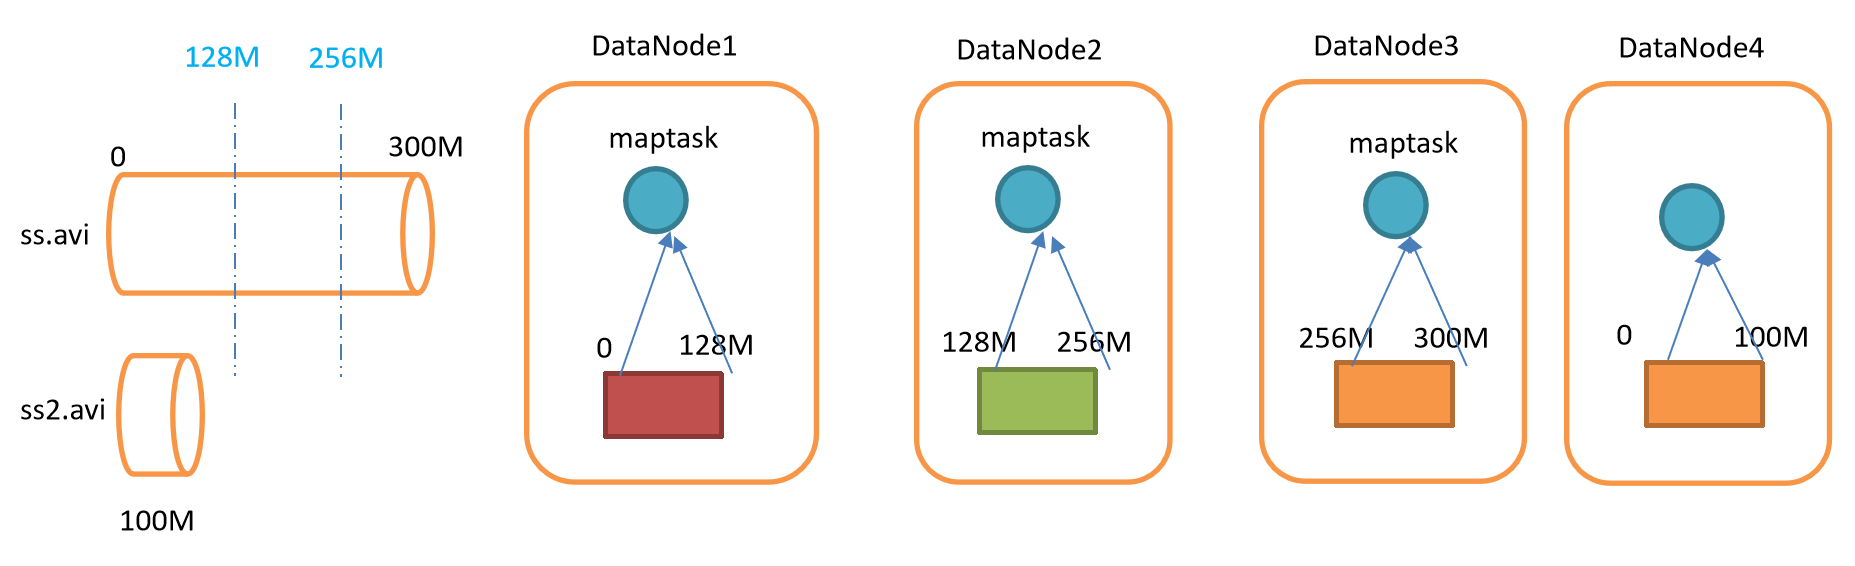 128M
256M
0
300M
ss.avi
ss2.avi
100M
DataNode1
maptask
0
128M
DataNode2
maptask
128M
256M
DataNode3
maptask
256M
300M
DataNode4
0
100M